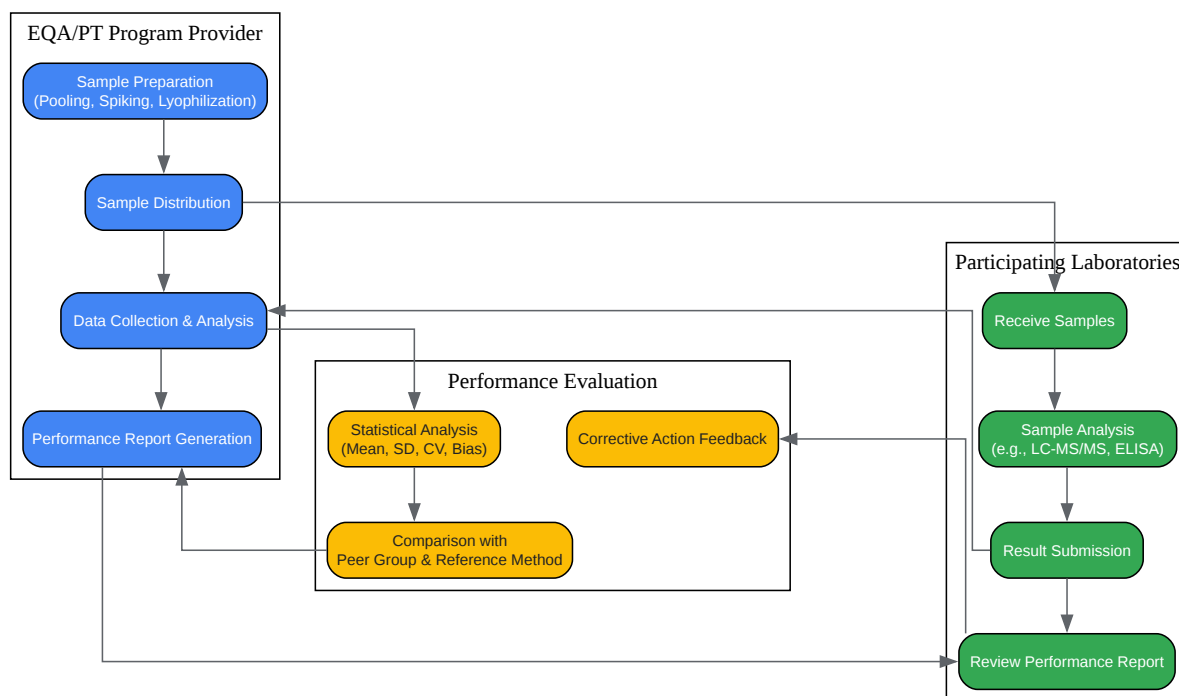 EQA/PT Program Provider
Sample Preparation
(Pooling, Spiking, Lyophilization)
Sample Distribution
Data Collection & Analysis
Performance Report Generation
Performance Evaluation
Statistical Analysis
(Mean, SD, CV, Bias)
Corrective Action Feedback
Comparison with
Peer Group & Reference Method
Participating Laboratories
Receive Samples
Sample Analysis
(e.g., LC-MS/MS, ELISA)
Result Submission
Review Performance Report